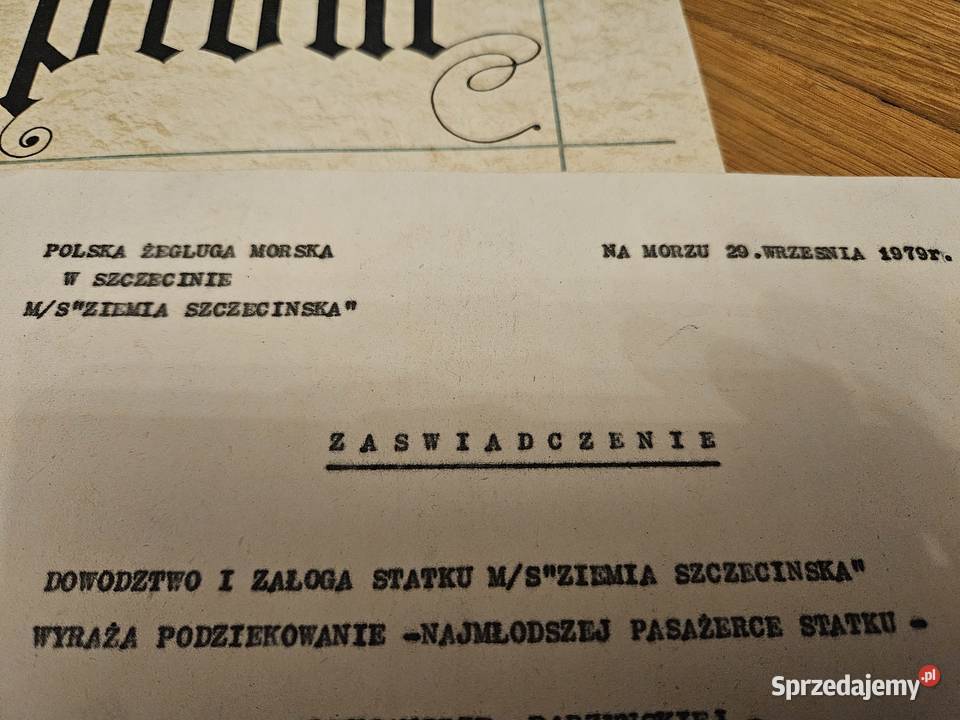 POLSKA ŻEGLUGA MORSKA
W SZCZECINIE
M/S"ZIEMIA SZCZECINSKA"
NA MORZU 29.WRZESNIA 1979r.
Z A S W I A D C Z E N I E
DOWODZTWO I ZAŁOGA STATKU M/S"ZIEMIA SZCZECINSKA"
WYRAŻA PODZIEKOWANIE -NAJMŁODSZEJ PASAŻERCE STATKU -
Sprzedajemy.pl